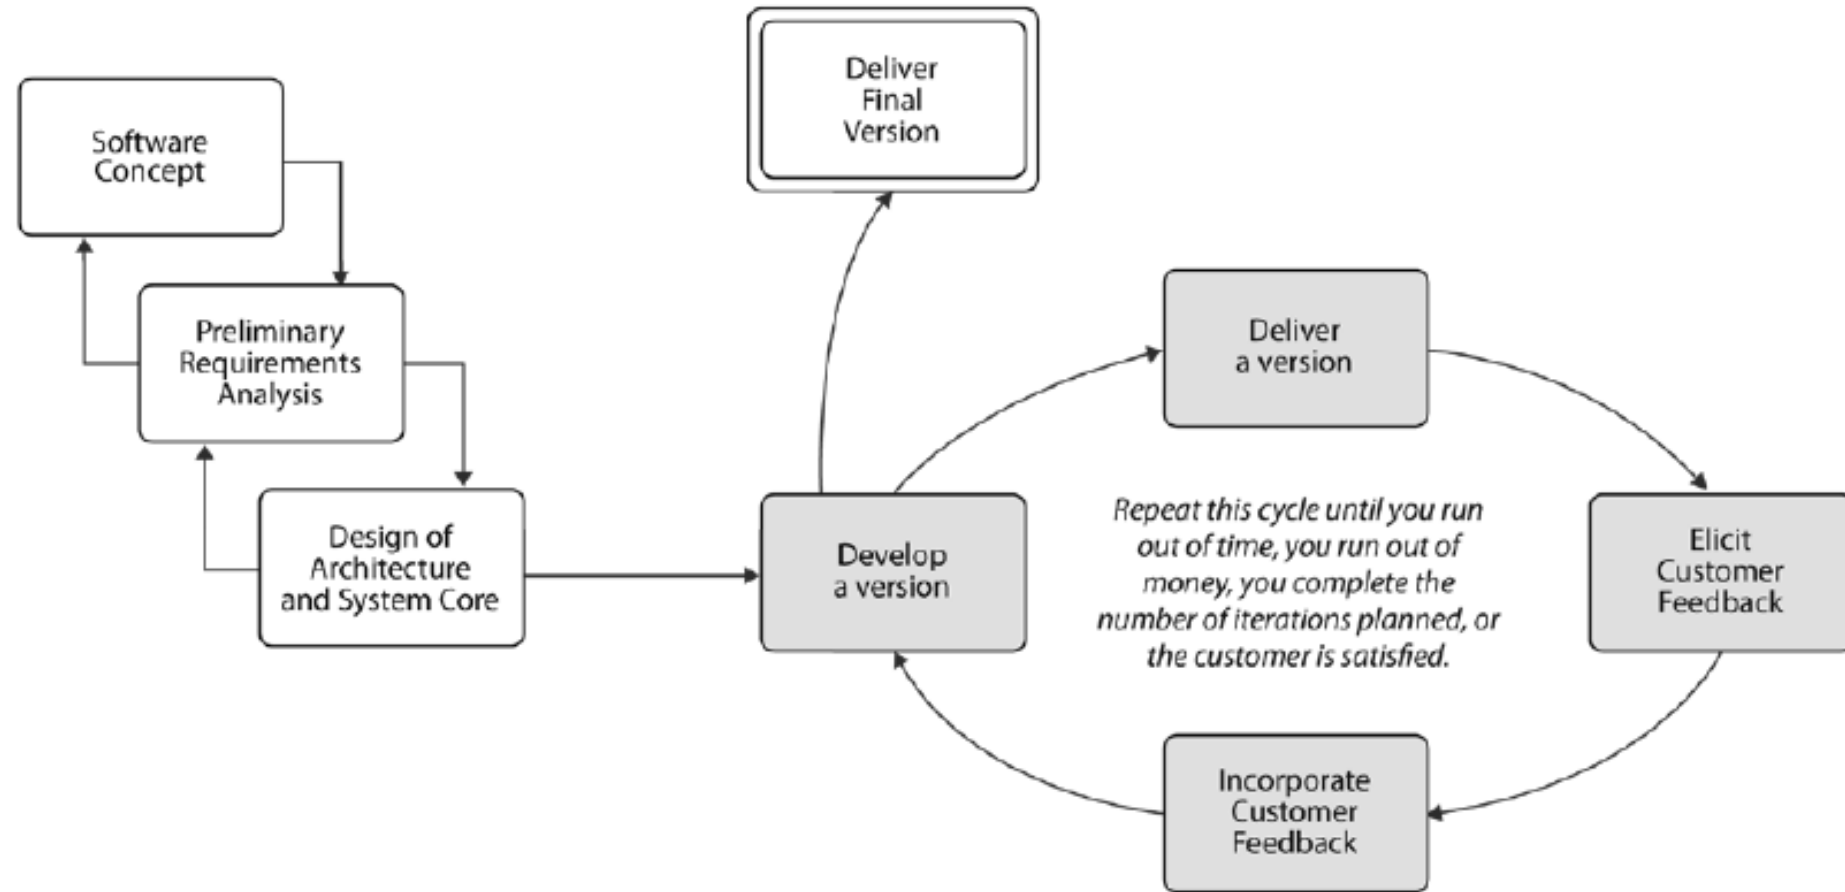 Software
Concept
Preliminary
Requirements
Analysis
Design of
Architecture
and System Core
Deliver
Final
Version
Develop
a version
Deliver
a version
Elicit
Customer
Feedback
Incorporate
Customer
Feedback
Repeat this cycle until you run
out of time, you run out of
money, you complete the
number of iterations planned, or
the customer is satisfied.